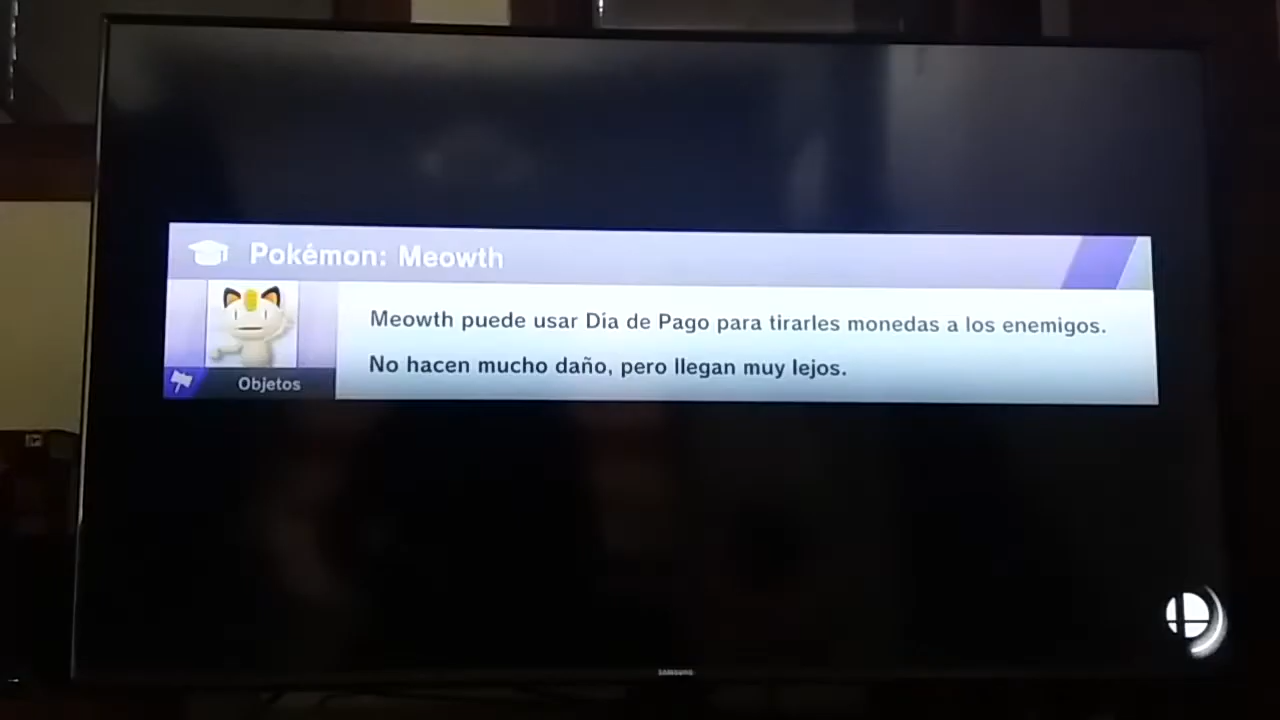 Pokémon: Meowth
Meowth puede usar Día de Pago para tirarles monedas a los enemigos.
No hacen mucho daño, pero llegan muy lejos.
Objetos
SAMSUNG